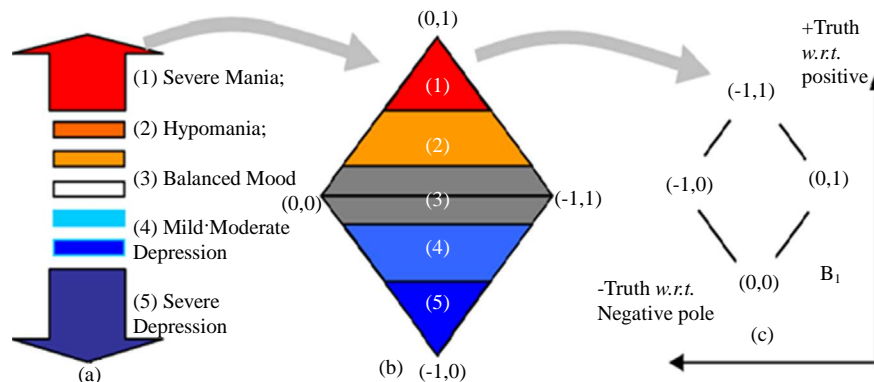 (1) Severe Mania;
(2) Hypomania;
(3) Balanced Mood
(4) Mild·Moderate
Depression
(5) Severe
Depression
(a)
(0,1)
(1)
(2)
(0,0)
(3)
(-1,1)
(4)
(5)
(b)
(-1,0)
+Truth
w.r.t.
positive
(-1,1)
(-1,0)
(0,1)
(0,0)
B1
-Truth w.r.t.
Negative pole
(c)